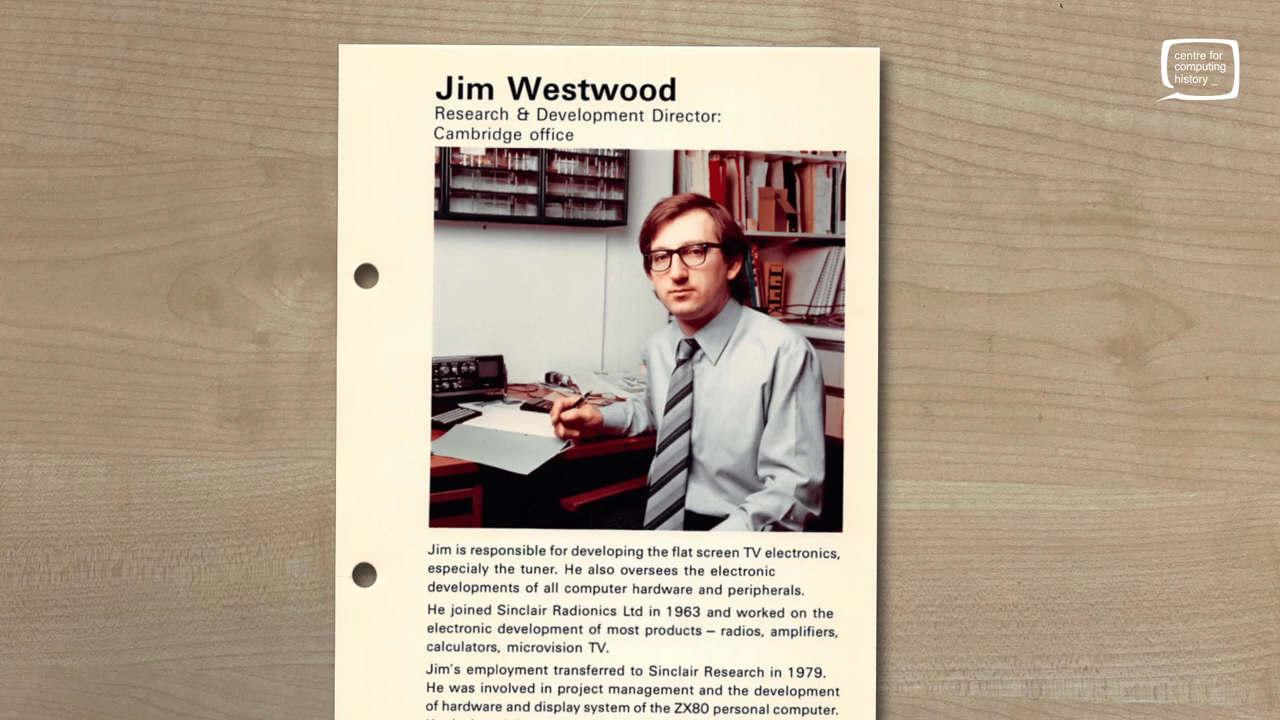 Jim Westwood
Research & Development Director:
Cambridge office
Jim is responsible for developing the flat screen TV electronics,
especialy the tuner. He also oversees the electronic
developments of all computer hardware and peripherals.
He joined Sinclair Radionics Ltd in 1963 and worked on the
electronic development of most products – radios, amplifiers,
calculators, microvision TV.
Jim's employment transferred to Sinclair Research in 1979.
He was involved in project management and the development
of hardware and display system of the ZX80 personal computer.
centre for
computing
history _